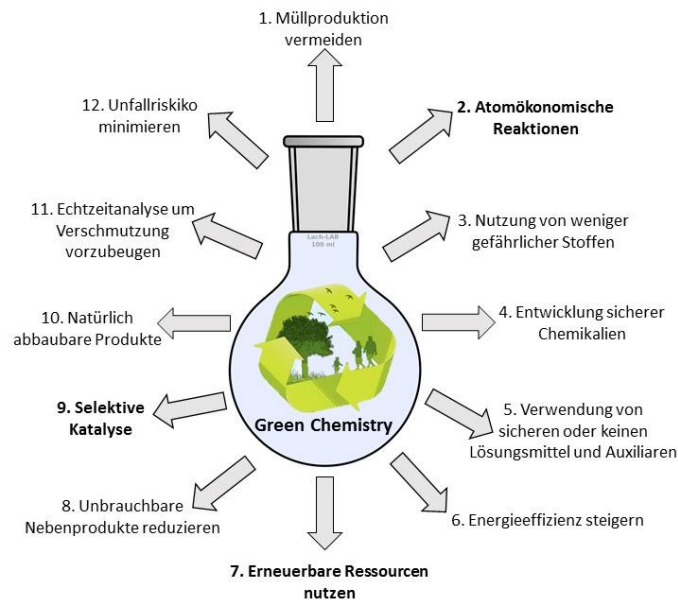 1. Müllproduktion
vermeiden
2. Atomökonomische
Reaktionen
3. Nutzung von weniger
gefährlicher Stoffen
4. Entwicklung sicherer
Chemikalien
5. Verwendung von
sicheren oder keinen
Lösungsmittel und Auxiliaren
6. Energieeffizienz steigern
7. Erneuerbare Ressourcen
nutzen
8. Unbrauchbare
Nebenprodukte reduzieren
9. Selektive
Katalyse
10. Natürlich
abbaubare Produkte
11. Echtzeitanalyse um
Verschmutzung
vorzubeugen
12. Unfallriskiko
minimieren
Lach-LAB
100 ml
Green Chemistry